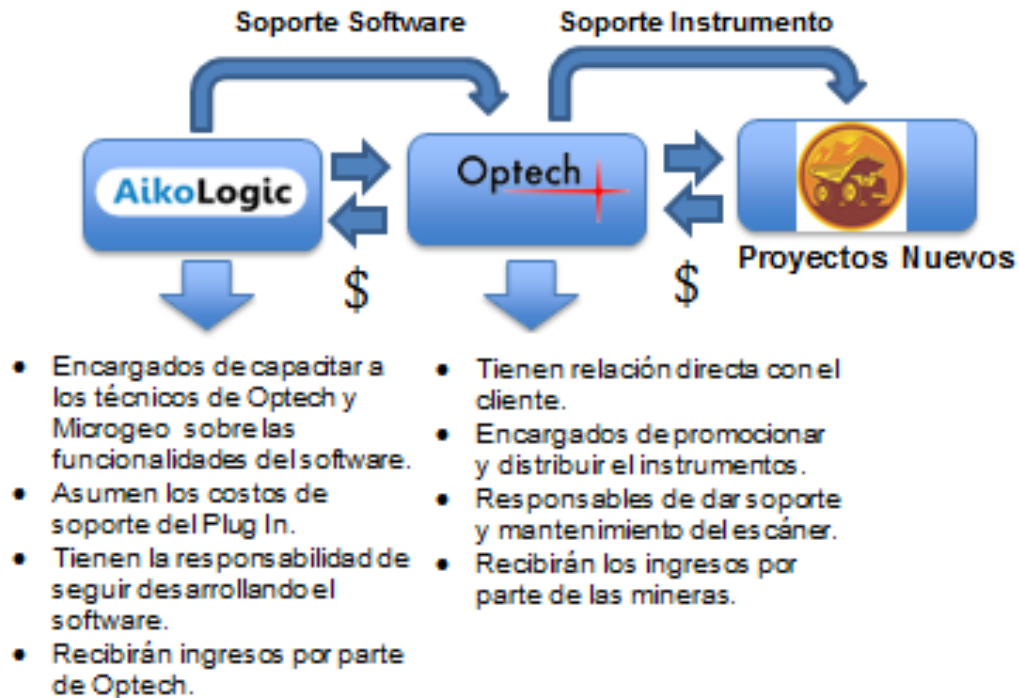 Soporte Software
Soporte Instrumento
AikoLogic
Optech
$
$
Proyectos Nuevos
• Encargados de capacitar a
los técnicos de Optech y
Microgeo sobre las
funcionalidades del software.
• Asumen los costos de
soporte del Plug In.
• Tienen la responsabilidad de
seguir desarrollando el
software.
• Recibirán ingresos por parte
de Optech.
• Tienen relación directa con el
cliente.
• Encargados de promocionar
y distribuir el instrumentos.
• Responsables de dar soporte
y mantenimiento del escáner.
• Recibirán los ingresos por
parte de las mineras.